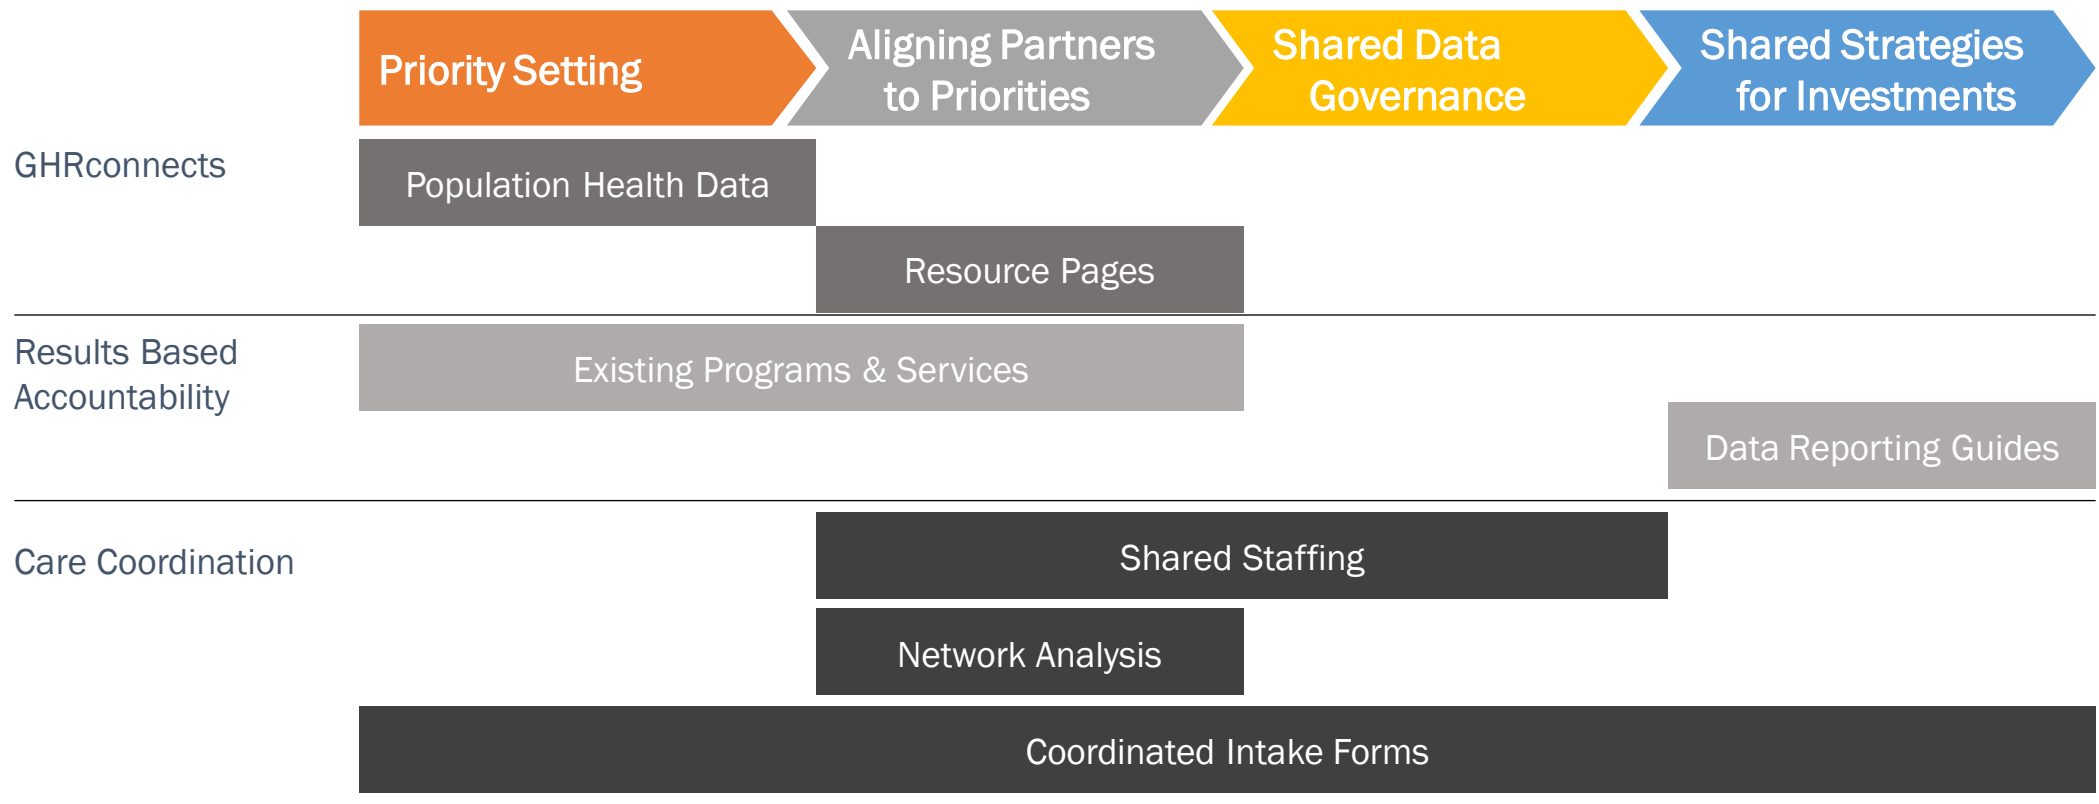 Priority Setting
Aligning Partners
to Priorities
Shared Data
Governance
Shared Strategies
for Investments
GHRconnects
Population Health Data
Resource Pages
Results Based
Accountability
Existing Programs & Services
Data Reporting Guides
Care Coordination
Shared Staffing
Network Analysis
Coordinated Intake Forms